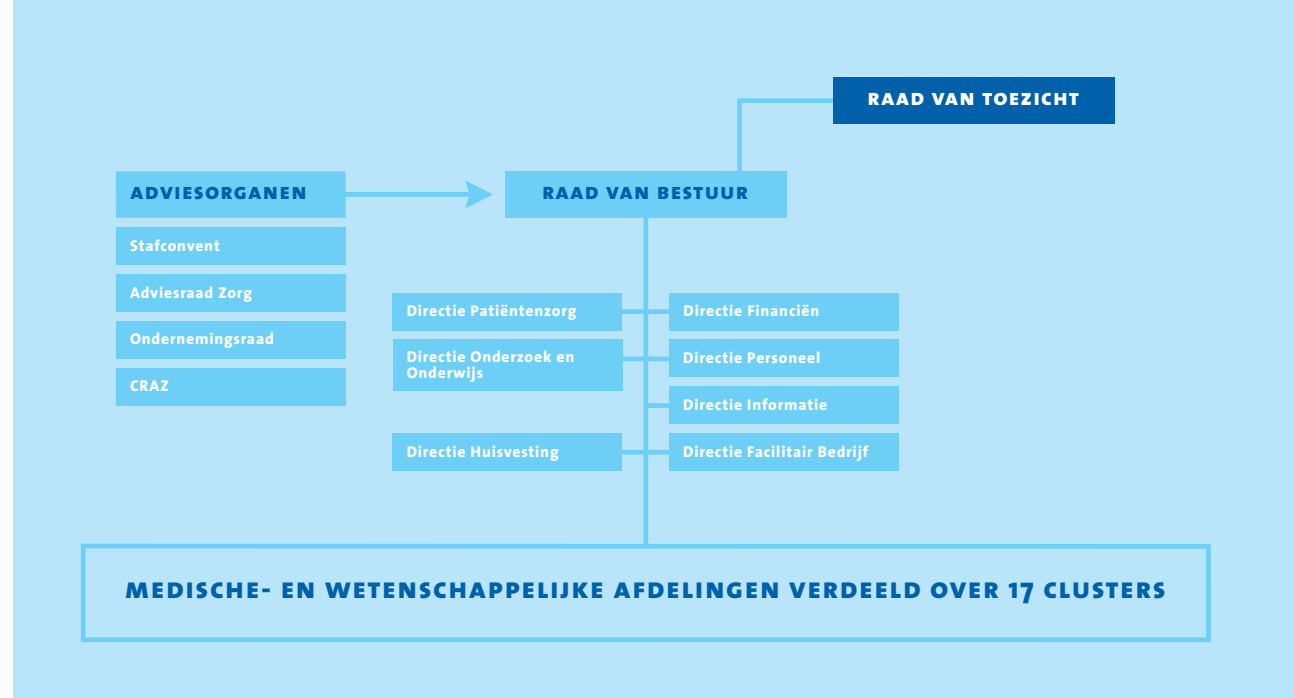 RAAD VAN TOEZICHT
ADVIESORGANEN
RAAD VAN BESTUUR
Stafconvent
Adviesraad Zorg
Ondernemingsraad
CRAZ
Directie Patiëntenzorg
Directie Financiën
Directie Onderzoek en
Onderwijs
Directie Personeel
Directie Informatie
Directie Huisvesting
Directie Facilitair Bedrijf
MEDISCHE- EN WETENSCHAPPELIJKE AFDELINGEN VERDEELD OVER 17 CLUSTERS